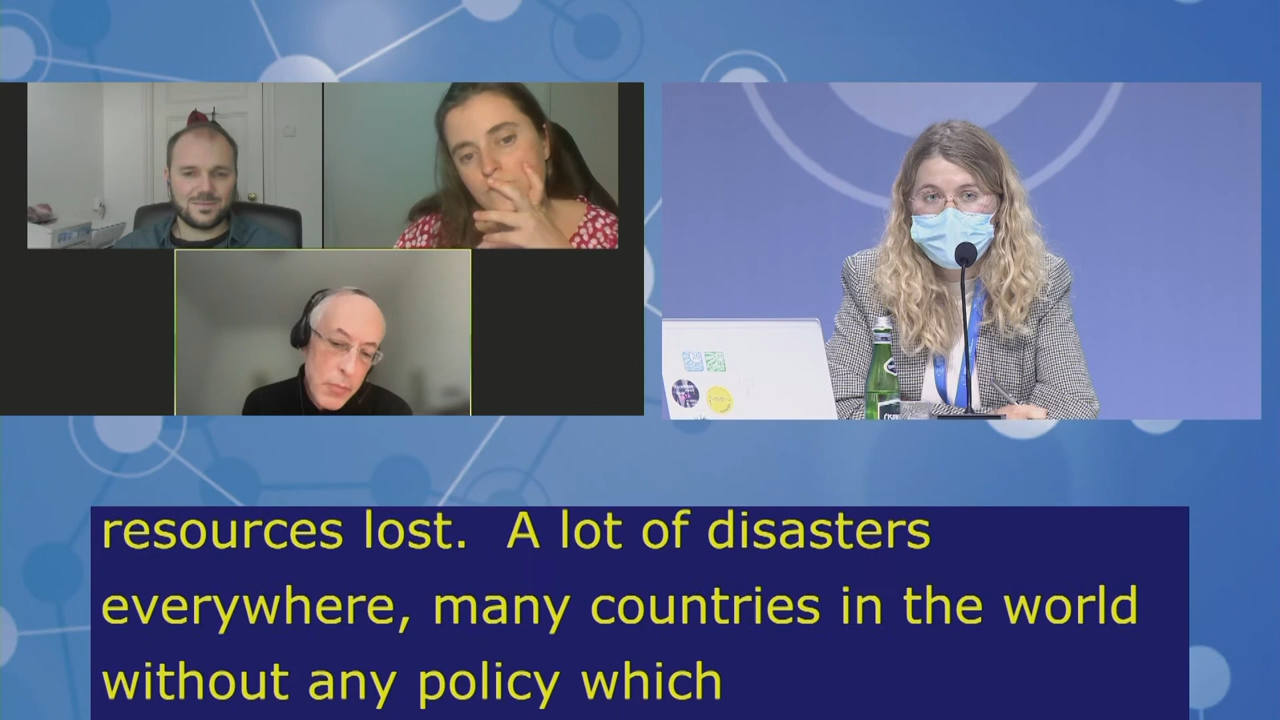 resources lost.  A lot of disasters
everywhere, many countries in the world
without any policy which